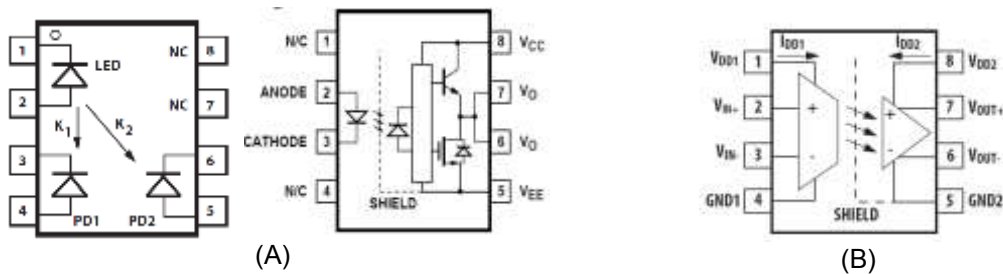 1
LED
NC
8
2
NC
7
K1
K2
3
6
4
PD1
PD2
5
N/C
1
8
VCC
ANODE
2
7
VO
CATHODE
3
6
VO
N/C
4
SHIELD
5
VEE
(A)
IDD1
IDD2
VDD1
1
8
VDD2
VIN+
2
+
+
7
VOUT+
VIN-
3
-
-
6
VOUT-
GND1
4
SHIELD
5
GND2
(B)